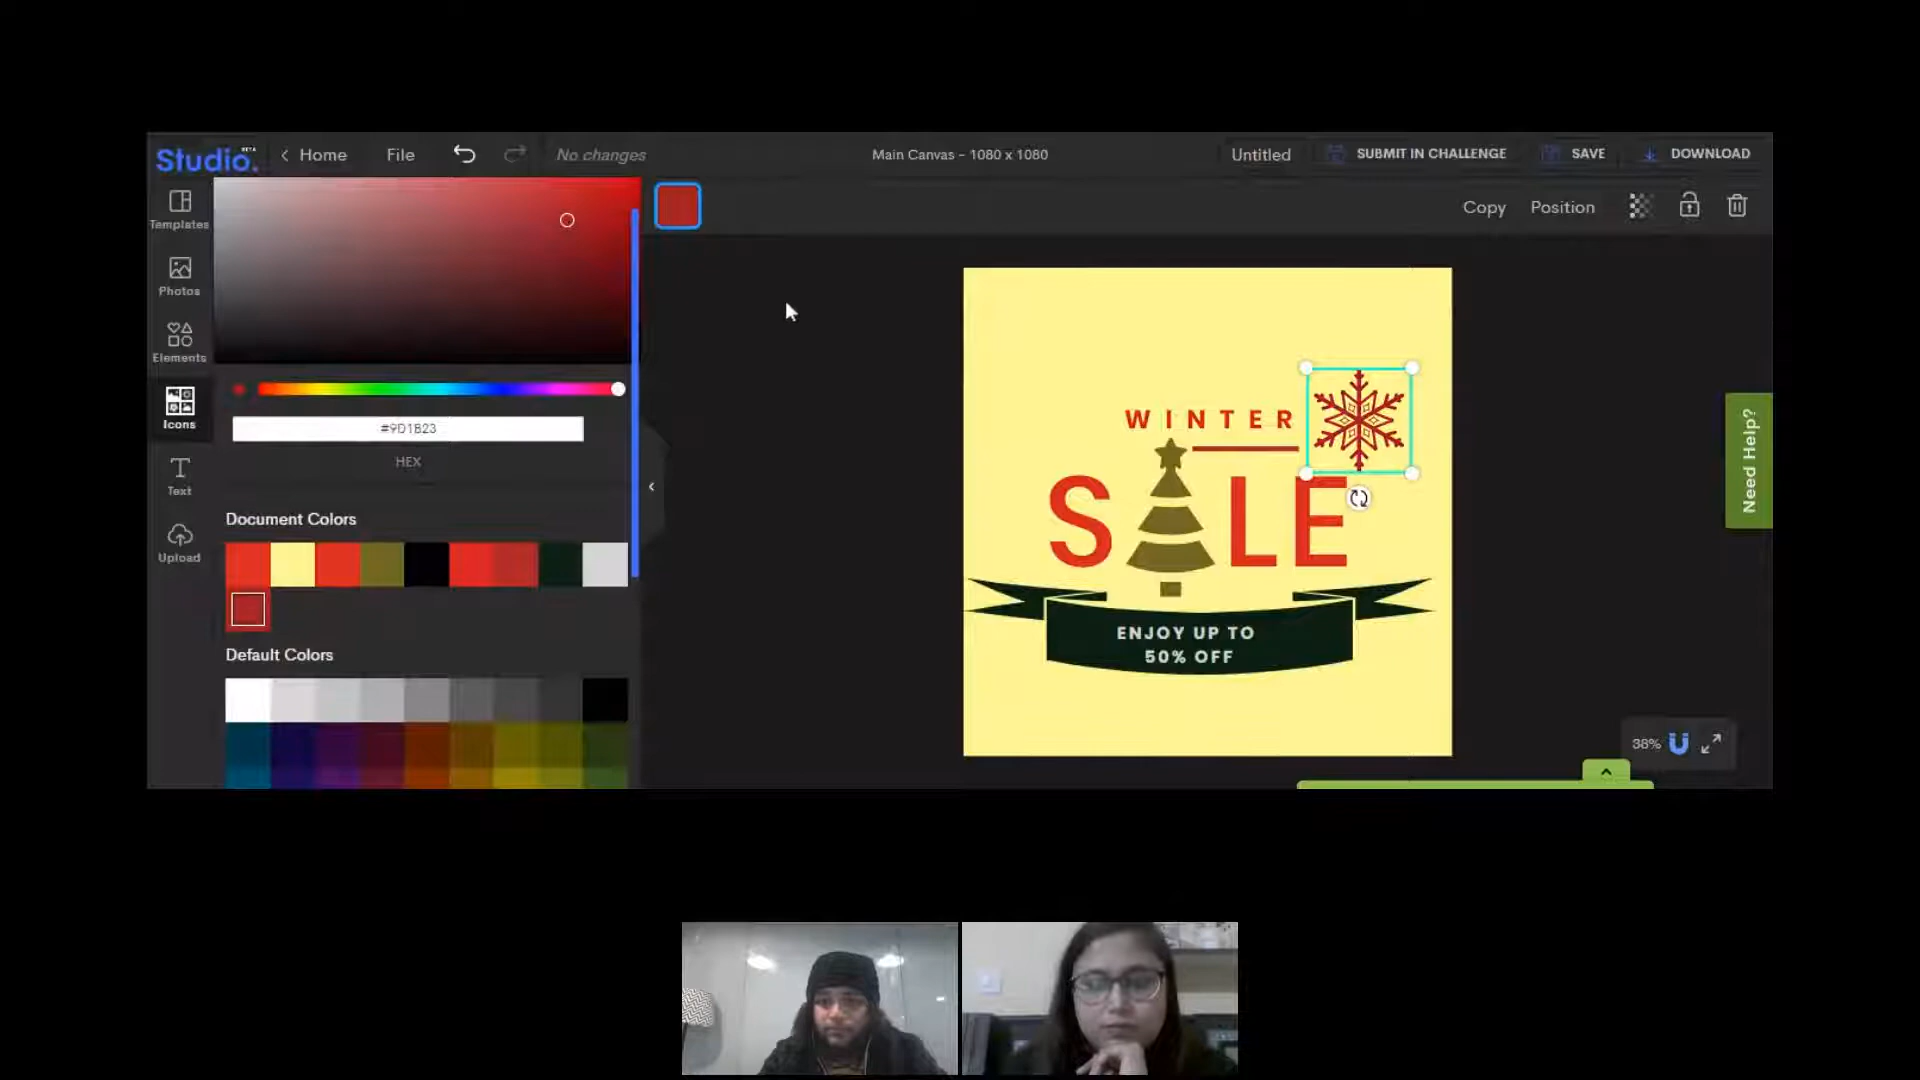 Studio. BETA
Home
File
No changes
Main Canvas - 1080 x 1080
Untitled
SUBMIT IN CHALLENGE
SAVE
DOWNLOAD
Templates
Photos
Elements
Icons
Text
Upload
Copy
Position
#9D1B23
HEX
Document Colors
Default Colors
WINTER
S LE
ENJOY UP TO
50% OFF
Need Help?
38%